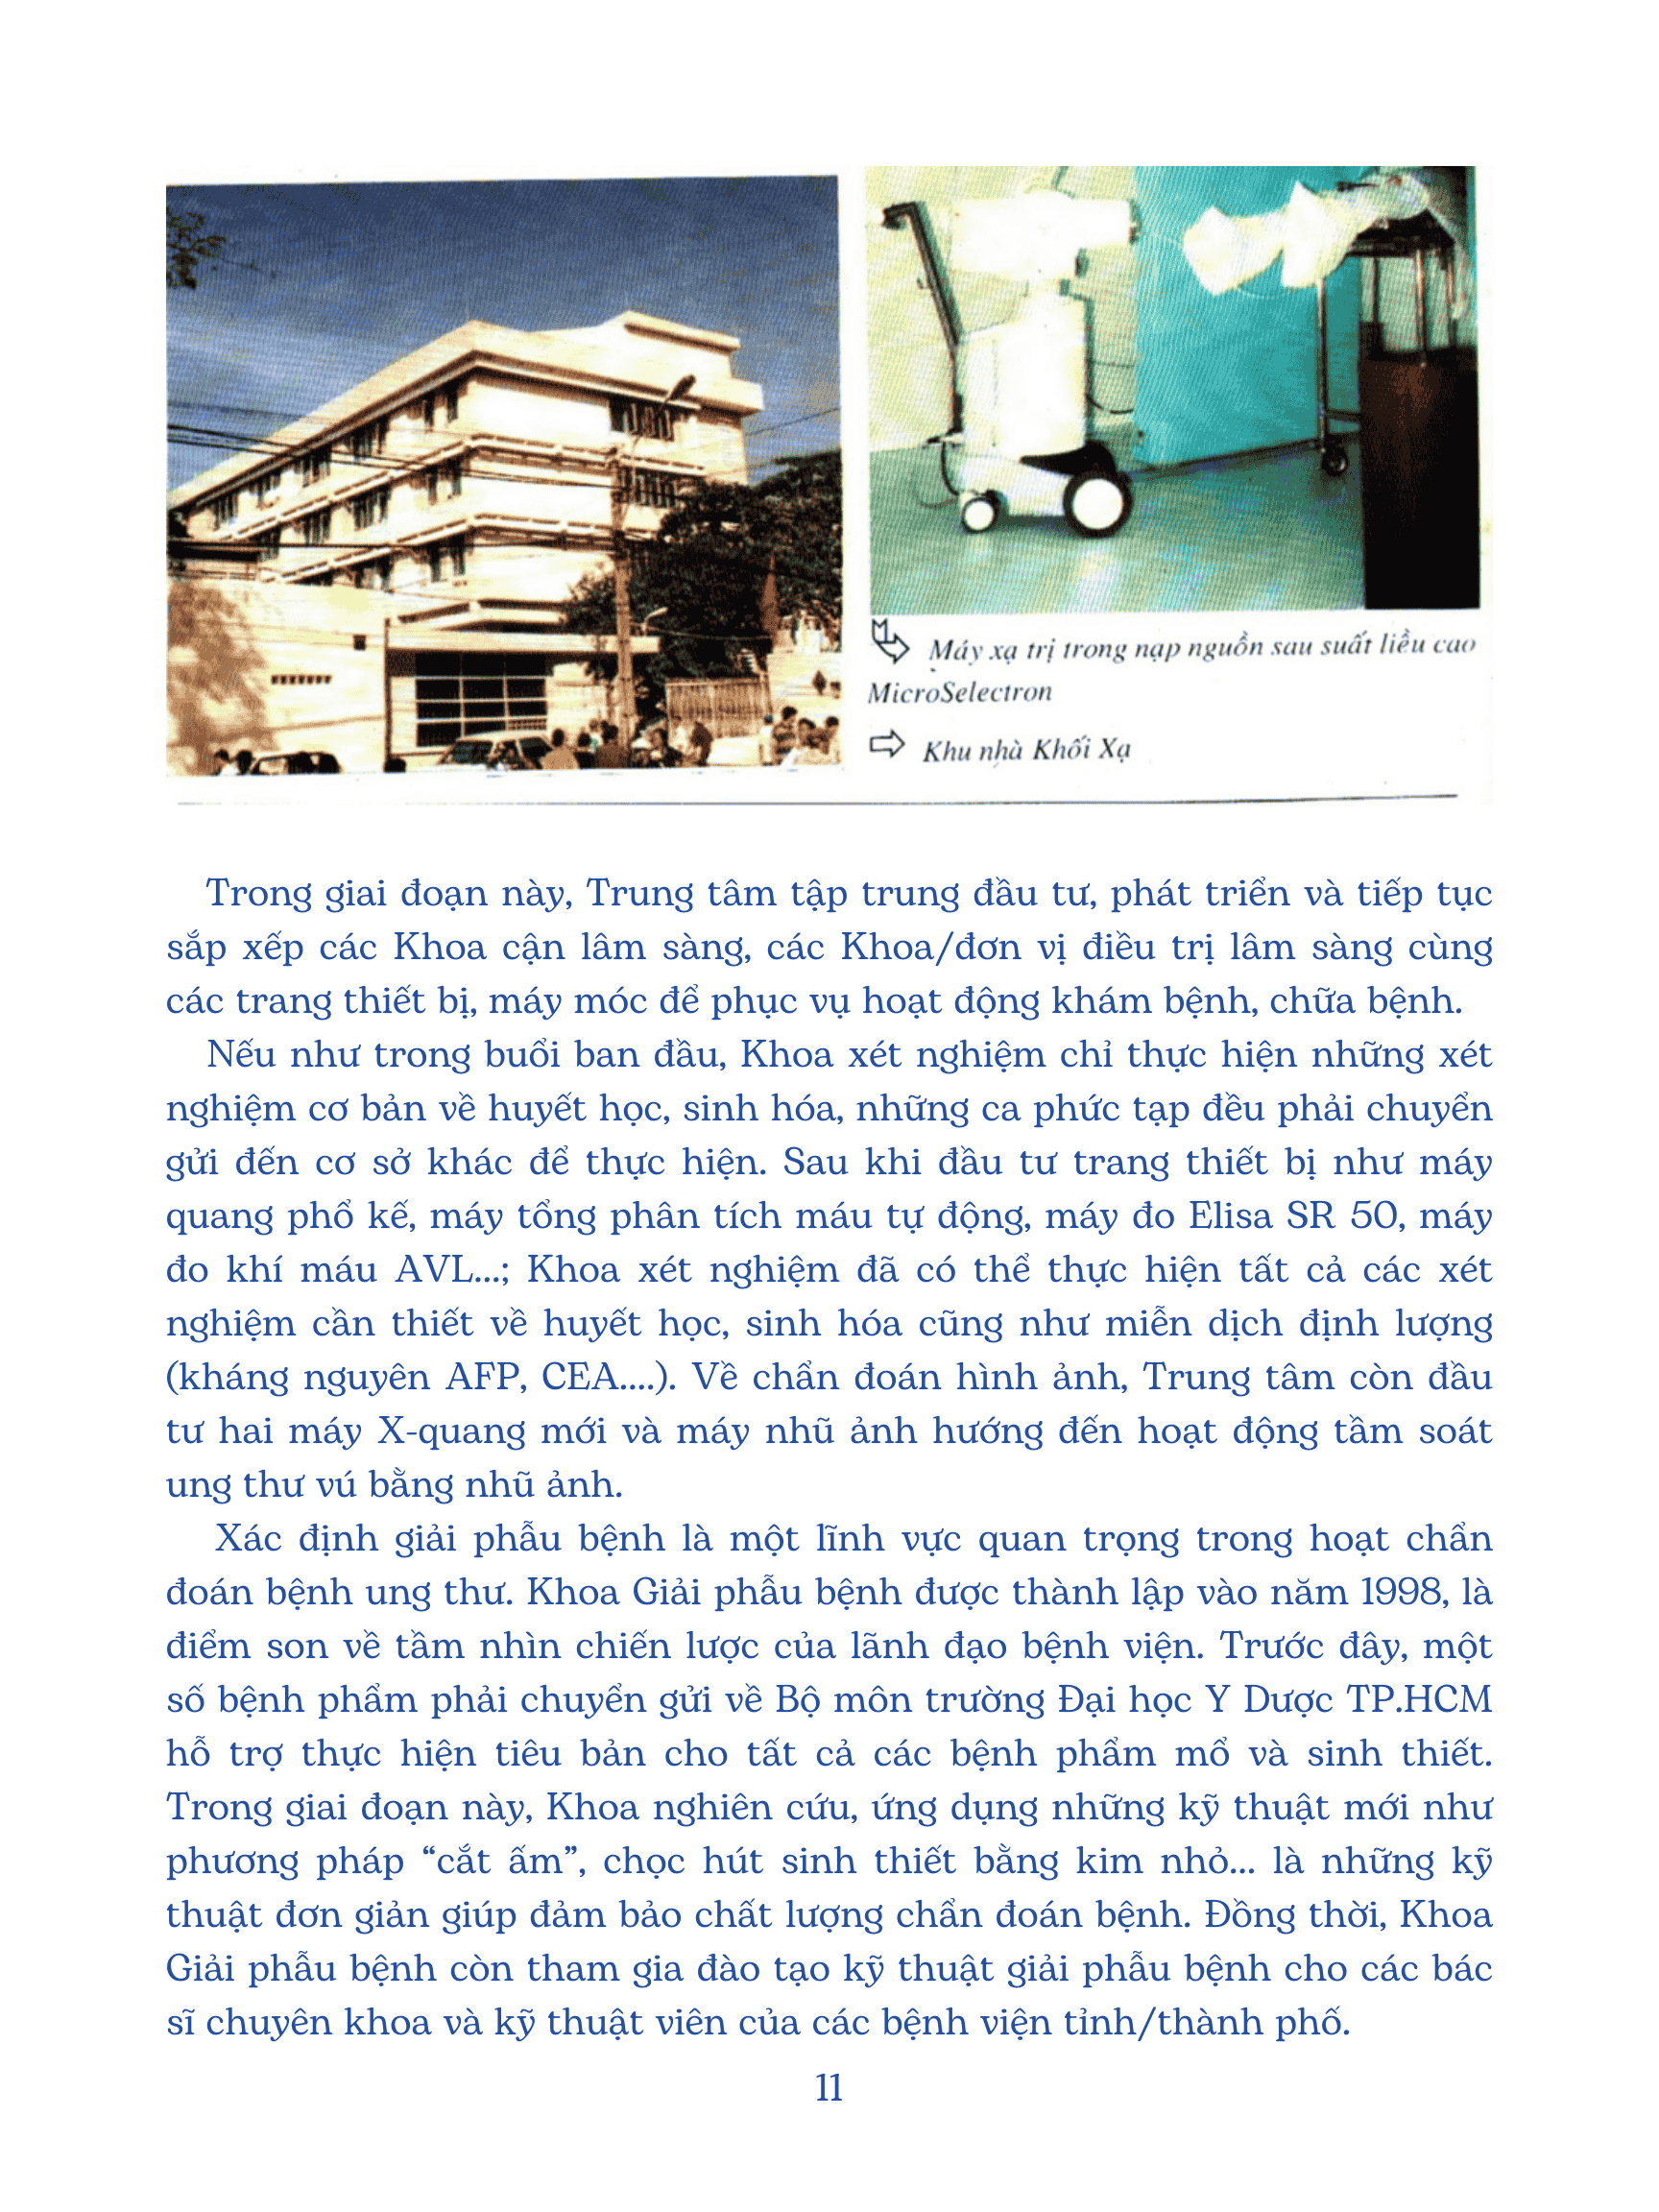 Máy xạ trị trong nạp nguồn sau suất liều cao
MicroSelectron
Khu nhà Khối Xạ
Trong giai đoạn này, Trung tâm tập trung đầu tư, phát triển và tiếp tục
sắp xếp các Khoa cận lâm sàng, các Khoa/đơn vị điều trị lâm sàng cùng
các trang thiết bị, máy móc để phục vụ hoạt động khám bệnh, chữa bệnh.
Nếu như trong buổi ban đầu, Khoa xét nghiệm chỉ thực hiện những xét
nghiệm cơ bản về huyết học, sinh hóa, những ca phức tạp đều phải chuyển
gửi đến cơ sở khác để thực hiện. Sau khi đầu tư trang thiết bị như máy
quang phổ kế, máy tổng phân tích máu tự động, máy đo Elisa SR 50, máy
đo khí máu AVL...; Khoa xét nghiệm đã có thể thực hiện tất cả các xét
nghiệm cần thiết về huyết học, sinh hóa cũng như miễn dịch định lượng
(kháng nguyên AFP, CEA....). Về chẩn đoán hình ảnh, Trung tâm còn đầu
tư hai máy X-quang mới và máy nhũ ảnh hướng đến hoạt động tầm soát
ung thư vú bằng nhũ ảnh.
Xác định giải phẫu bệnh là một lĩnh vực quan trọng trong hoạt chẩn
đoán bệnh ung thư. Khoa Giải phẫu bệnh được thành lập vào năm 1998, là
điểm son về tầm nhìn chiến lược của lãnh đạo bệnh viện. Trước đây, một
số bệnh phẩm phải chuyển gửi về Bộ môn trường Đại học Y Dược TP.HCM
hỗ trợ thực hiện tiêu bản cho tất cả các bệnh phẩm mổ và sinh thiết.
Trong giai đoạn này, Khoa nghiên cứu, ứng dụng những kỹ thuật mới như
phương pháp “cắt ấm”, chọc hút sinh thiết bằng kim nhỏ... là những kỹ
thuật đơn giản giúp đảm bảo chất lượng chẩn đoán bệnh. Đồng thời, Khoa
Giải phẫu bệnh còn tham gia đào tạo kỹ thuật giải phẫu bệnh cho các bác
sĩ chuyên khoa và kỹ thuật viên của các bệnh viện tỉnh/thành phố.
11